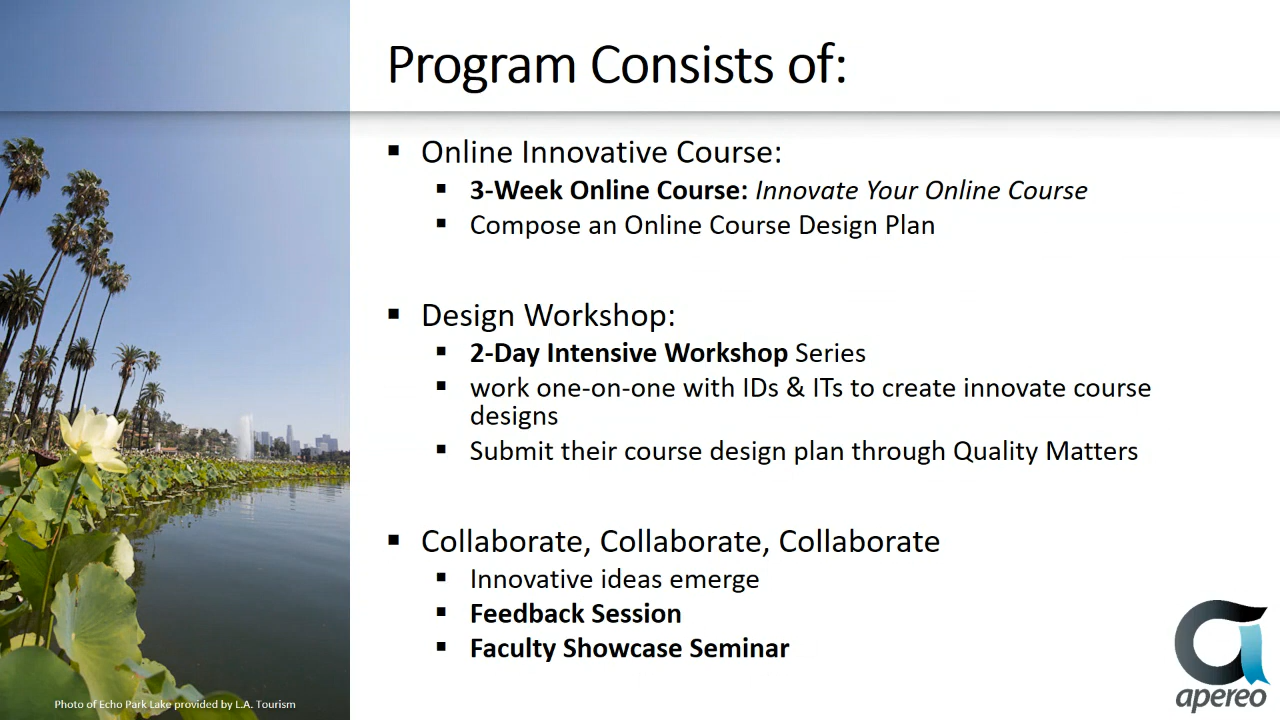 Program Consists of:
Online Innovative Course:
3-Week Online Course: Innovate Your Online Course
Compose an Online Course Design Plan
Design Workshop:
2-Day Intensive Workshop Series
work one-on-one with IDs & ITs to create innovate course
designs
Submit their course design plan through Quality Matters
Collaborate, Collaborate, Collaborate
Innovative ideas emerge
Feedback Session
Faculty Showcase Seminar
Photo of Echo Park Lake provided by L.A. Tourism
apereo